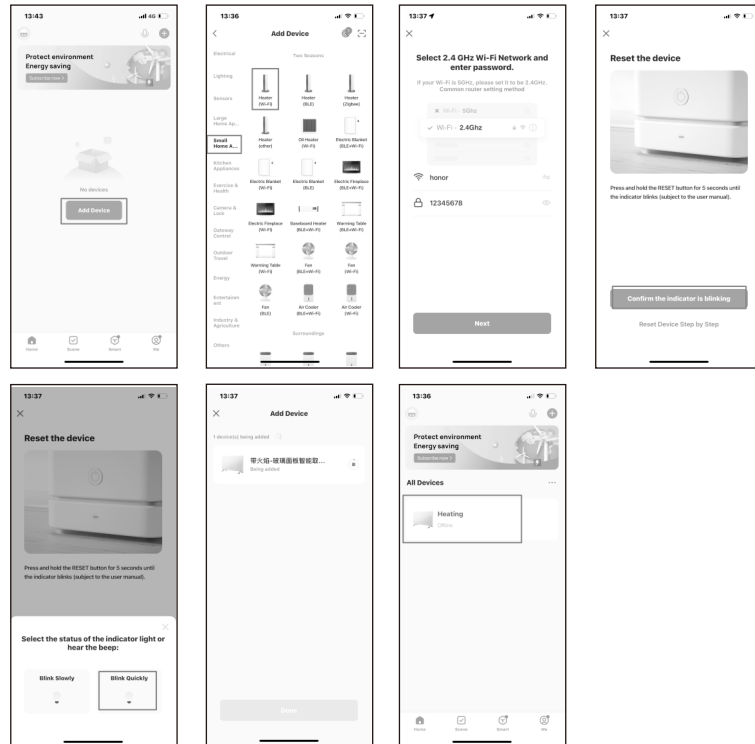 13:43
4G
Protect environment
Energy saving
Subscribe now >
No devices
Add Device
Home
Scene
Smart
Me
13:36
Add Device
Electrical
Lighting
Sensors
Large
Home Ap...
Small
Home A...
Kitchen
Appliances
Exercise &
Health
Camera &
Lock
Gateway
Control
Outdoor
Travel
Energy
Entertainm
ent
Industry &
Agriculture
Others
Two Seasons
Heater
(Wi-Fi)
Heater
(BLE)
Heater
(Zigbee)
Heater
(other)
Oil Heater
(Wi-Fi)
Electric Blanket
(BLE+Wi-Fi)
Electric Blanket
(Wi-Fi)
Electric Blanket
(BLE)
Electric Fireplace
(BLE+Wi-Fi)
Electric Fireplace
(Wi-Fi)
Baseboard Heater
(BLE+Wi-Fi)
Warming Table
(BLE+Wi-Fi)
Warming Table
(Wi-Fi)
Fan
(BLE+Wi-Fi)
Fan
(Wi-Fi)
Fan
(BLE)
Air Cooler
(BLE+Wi-Fi)
Air Cooler
(Wi-Fi)
Surroundings
13:37
Select 2.4 GHz Wi-Fi Network and
enter password.
If your Wi-Fi is 5GHz, please set it to be 2.4GHz.
Common router setting method
Wi-Fi - 5Ghz
Wi-Fi - 2.4Ghz
honor
12345678
Next
13:37
Reset the device
Press and hold the RESET button for 5 seconds until
the indicator blinks (subject to the user manual).
Confirm the indicator is blinking
Reset Device Step by Step
13:37
Reset the device
Press and hold the RESET button for 5 seconds until
the indicator blinks (subject to the user manual).
Select the status of the indicator light or
hear the beep:
Blink Slowly
Blink Quickly
13:37
Add Device
1 device(s) being added
带火焰-玻璃面板智能取...
Being added
Done
13:36
Protect environment
Energy saving
Subscribe now >
All Devices
Heating
Offline
Home
Scene
Smart
Me